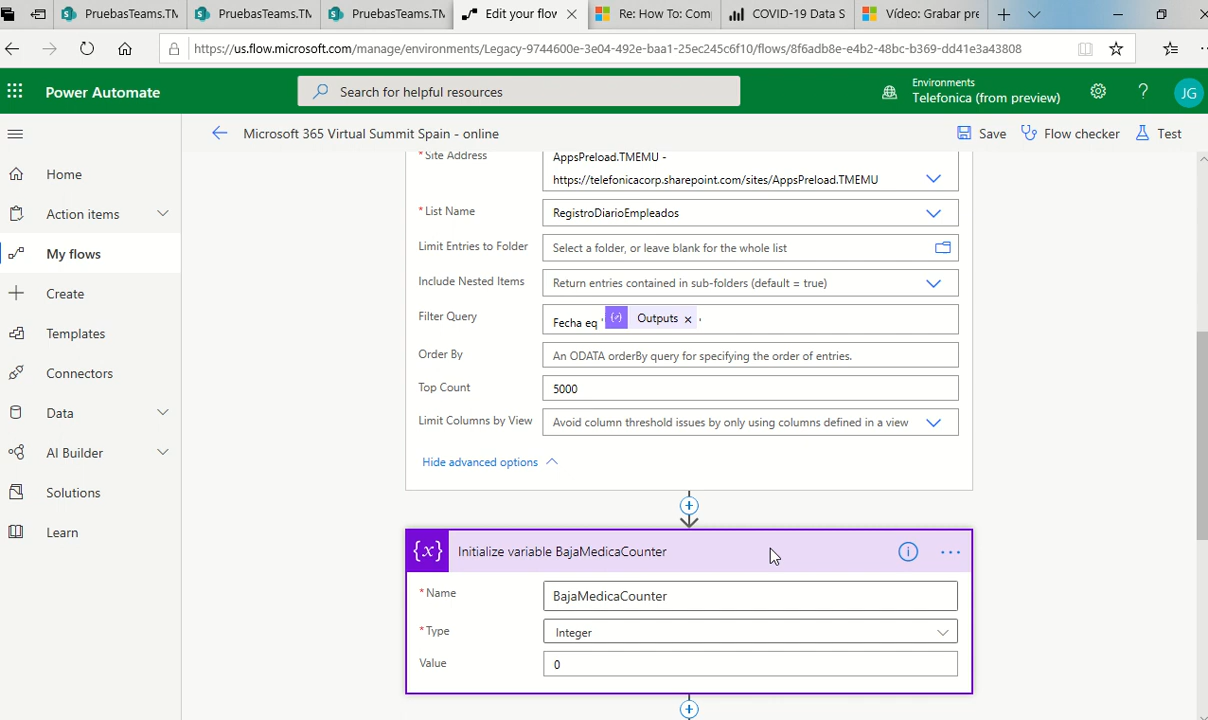 PruebasTeams.TM
PruebasTeams.TM
PruebasTeams.TM
Edit your flow
Re: How To: Com
COVID-19 Data S
Vídeo: Grabar pre
https://us.flow.microsoft.com/manage/environments/Legacy-9744600e-3e04-492e-baa1-25ec245c6f10/flows/8f6adb8e-e4b2-48bc-b369-dd41e3a43808
Power Automate
Search for helpful resources
Environments
Telefonica (from preview)
?
JG
Microsoft 365 Virtual Summit Spain - online
Save
Flow checker
Test
Home
Action items
My flows
Create
Templates
Connectors
Data
AI Builder
Solutions
Learn
* Site Address
AppsPreload.TMEMU -
https://telefonicacorp.sharepoint.com/sites/AppsPreload.TMEMU
* List Name
RegistroDiarioEmpleados
Limit Entries to Folder
Select a folder, or leave blank for the whole list
Include Nested Items
Return entries contained in sub-folders (default = true)
Filter Query
Fecha eq ' Outputs × '
Order By
An ODATA orderBy query for specifying the order of entries.
Top Count
5000
Limit Columns by View
Avoid column threshold issues by only using columns defined in a view
Hide advanced options
{x} Initialize variable BajaMedicaCounter
* Name
BajaMedicaCounter
* Type
Integer
Value
0